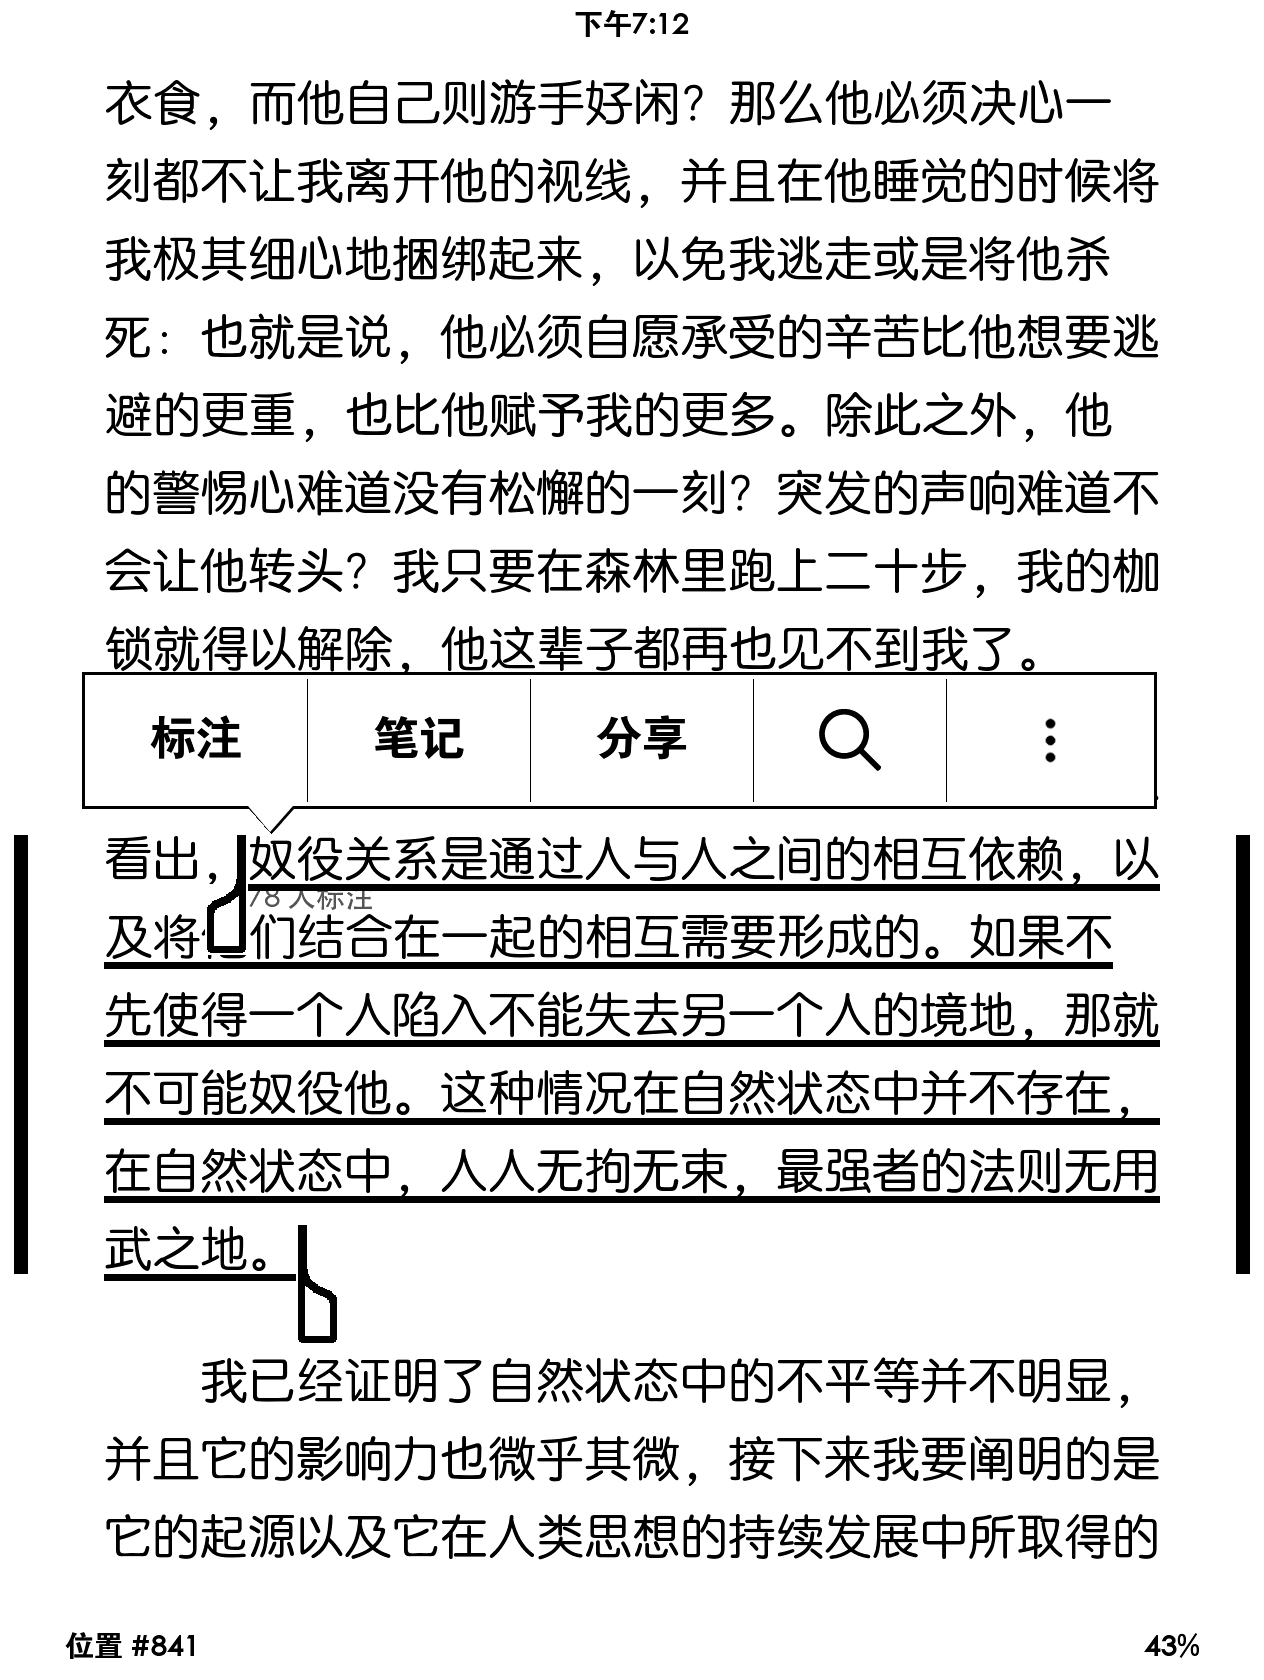 下午7:12
衣食，而他自己则游手好闲？那么他必须决心一
刻都不让我离开他的视线，并且在他睡觉的时候将
我极其细心地捆绑起来，以免我逃走或是将他杀
死：也就是说，他必须自愿承受的辛苦比他想要逃
避的更重，也比他赋予我的更多。除此之外，他
的警惕心难道没有松懈的一刻？突发的声响难道不
会让他转头？我只要在森林里跑上二十步，我的枷
锁就得以解除，他这辈子都再也见不到我了。
标注 笔记 分享
看出，奴役关系是通过人与人之间的相互依赖，以
78 人标注
及将们结合在一起的相互需要形成的。如果不
先使得一个人陷入不能失去另一个人的境地，那就
不可能奴役他。这种情况在自然状态中并不存在，
在自然状态中，人人无拘无束，最强者的法则无用
武之地。
我已经证明了自然状态中的不平等并不明显，
并且它的影响力也微乎其微，接下来我要阐明的是
它的起源以及它在人类思想的持续发展中所取得的
位置 #841
43%